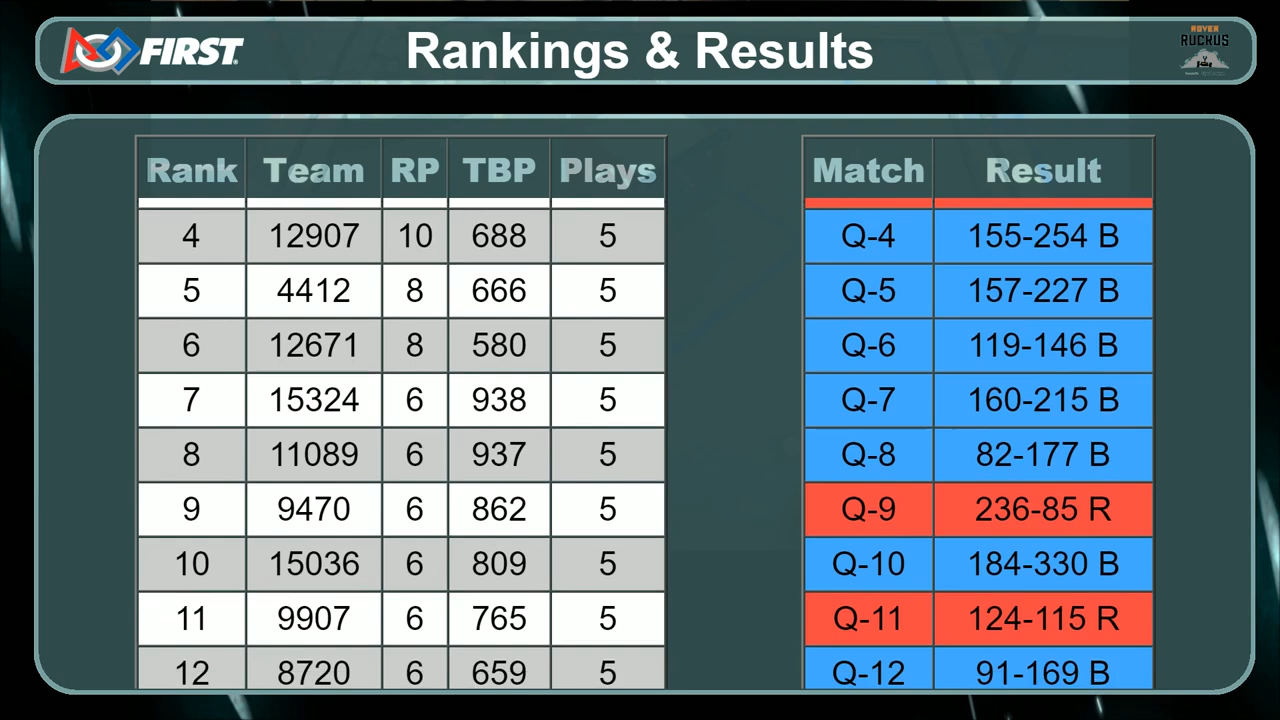 FIRST
Rankings & Results
ROVER
RUCKUS
Rank Team RP TBP Plays
4 12907 10 688 5
5 4412 8 666 5
6 12671 8 580 5
7 15324 6 938 5
8 11089 6 937 5
9 9470 6 862 5
10 15036 6 809 5
11 9907 6 765 5
12 8720 6 659 5
Match Result
Q-4 155-254 B
Q-5 157-227 B
Q-6 119-146 B
Q-7 160-215 B
Q-8 82-177 B
Q-9 236-85 R
Q-10 184-330 B
Q-11 124-115 R
Q-12 91-169 B